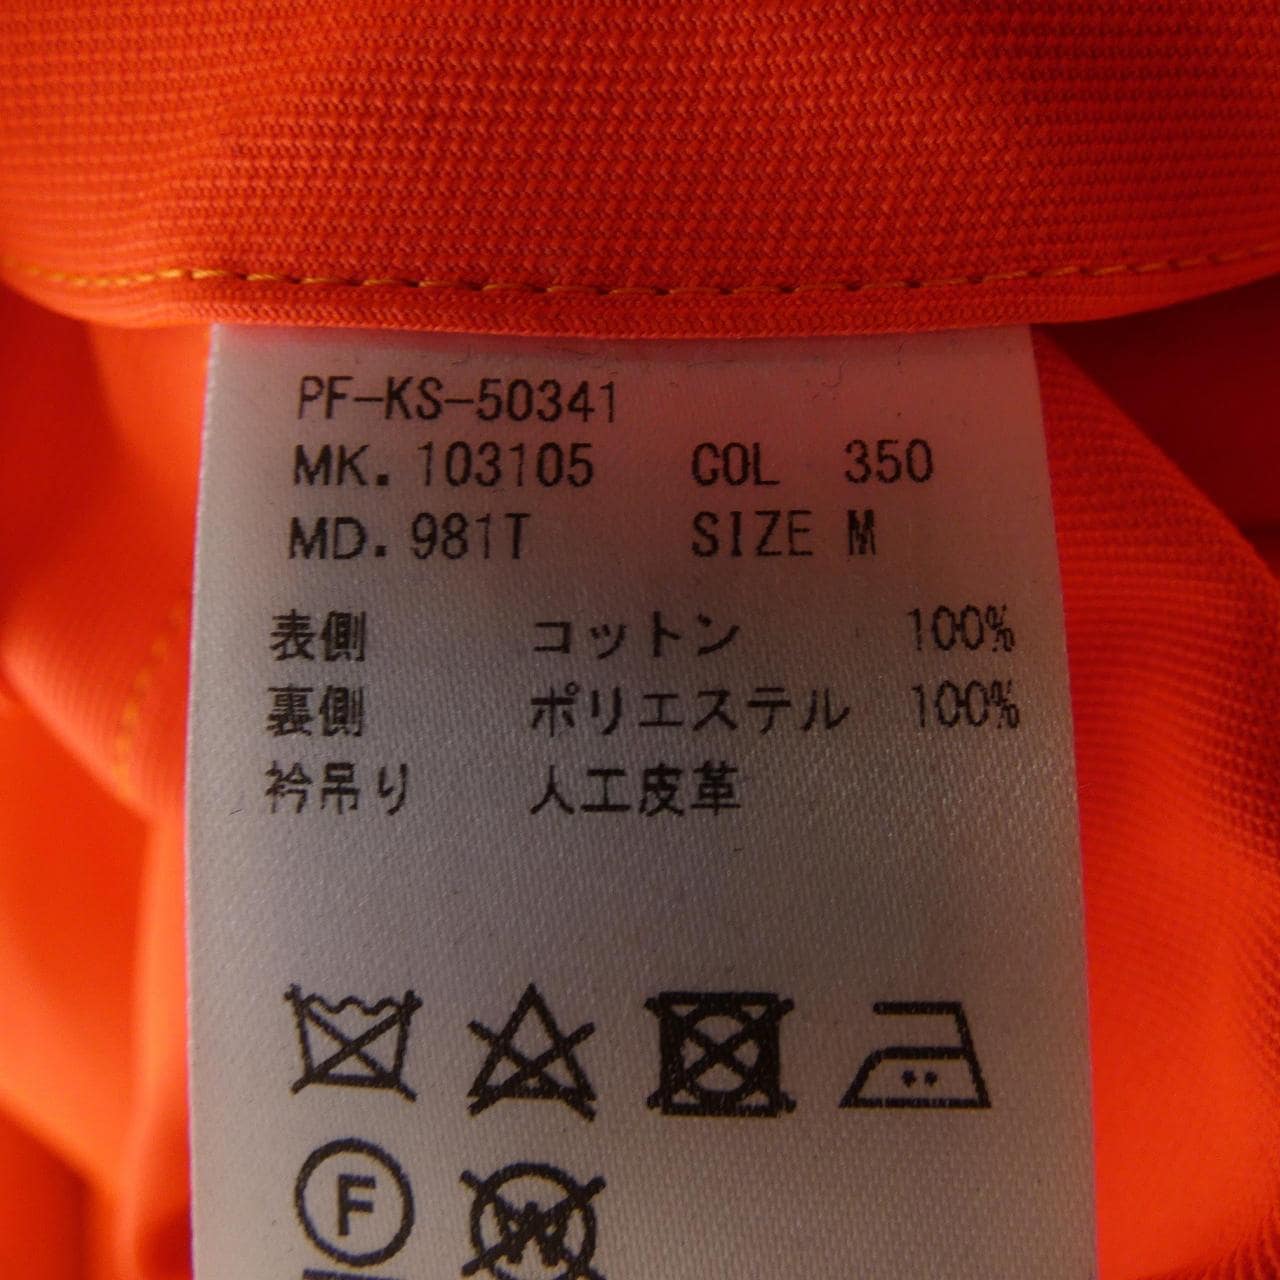 PF-KS-50341
MK. 103105 COL 350
MD. 981T SIZE M
表側 コットン 100%
裏側 ポリエステル 100%
衿吊り 人工皮革
F
W